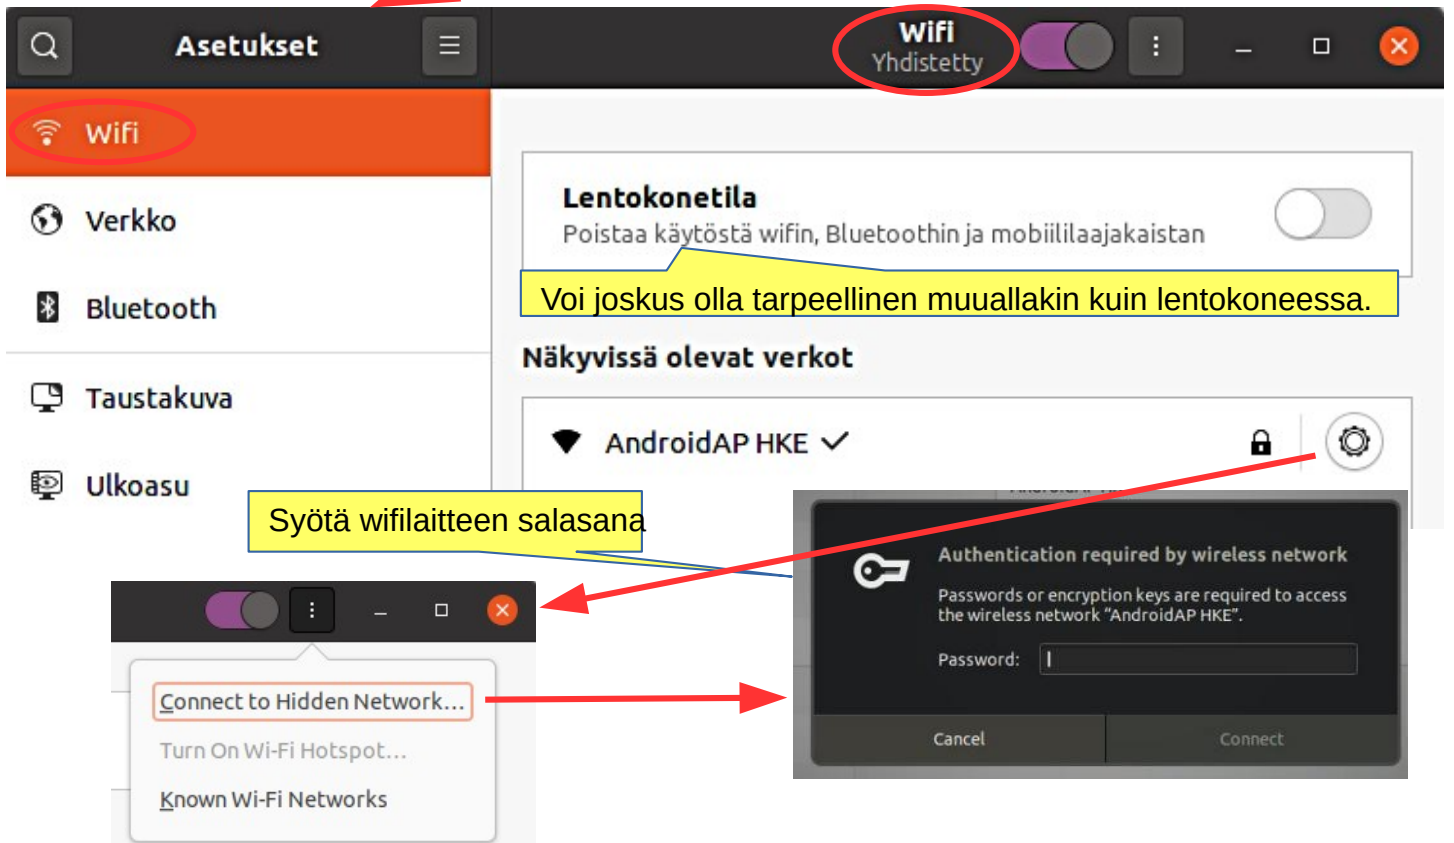 Asetukset
Wifi
Yhdistetty
Wifi
Verkko
Bluetooth
Taustakuva
Ulkoasu
Lentokonetila
Poistaa käytöstä wifin, Bluetoothin ja mobiililaajakaistan
Voi joskus olla tarpeellinen muuallakin kuin lentokoneessa.
Näkyvissä olevat verkot
AndroidAP HKE
Syötä wifilaitteen salasana
Connect to Hidden Network...
Turn On Wi-Fi Hotspot...
Known Wi-Fi Networks
Authentication required by wireless network
Passwords or encryption keys are required to access
the wireless network “AndroidAP HKE”.
Password:
Cancel
Connect